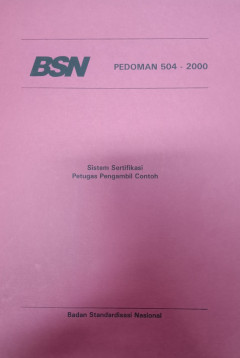 BSN
PEDOMAN 504 - 2000
Sistem Sertifikasi
Petugas Pengambil Contoh
Badan Standardisasi Nasional